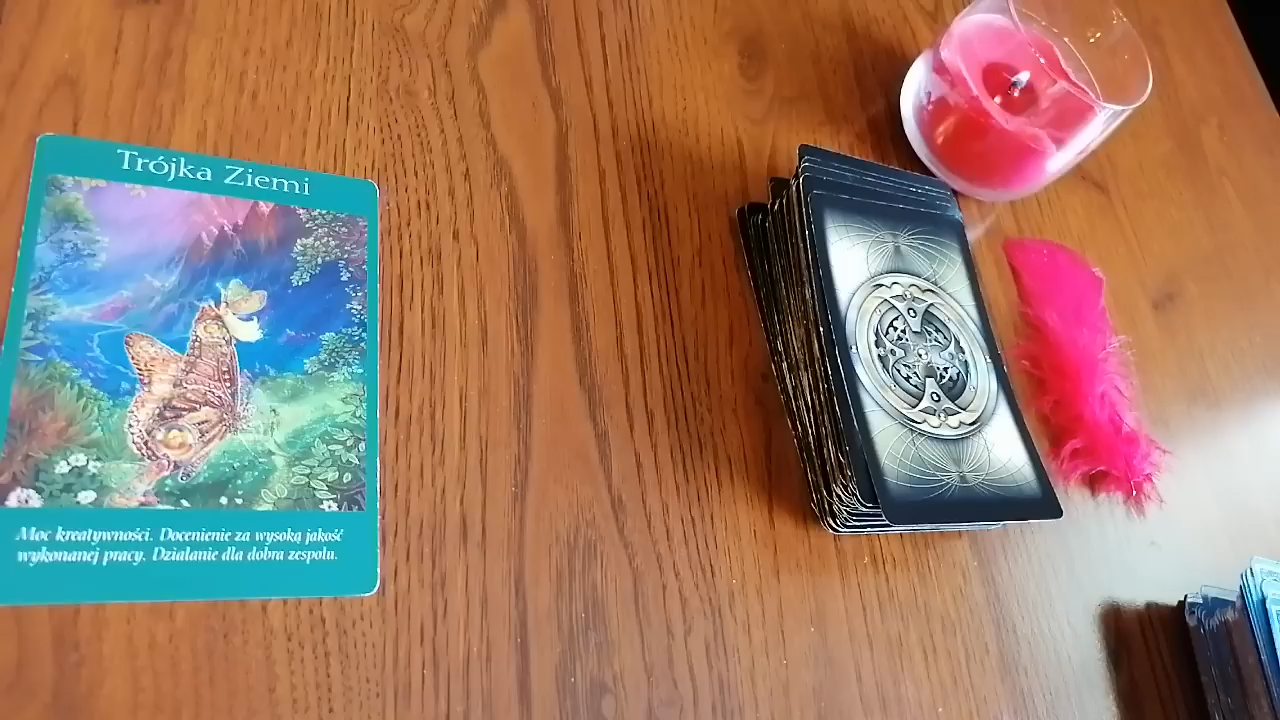 Trójka Ziemi
Moc kreatywności. Docenienie za wysoką jakość
wykonanej pracy. Działanie dla dobra zespołu.